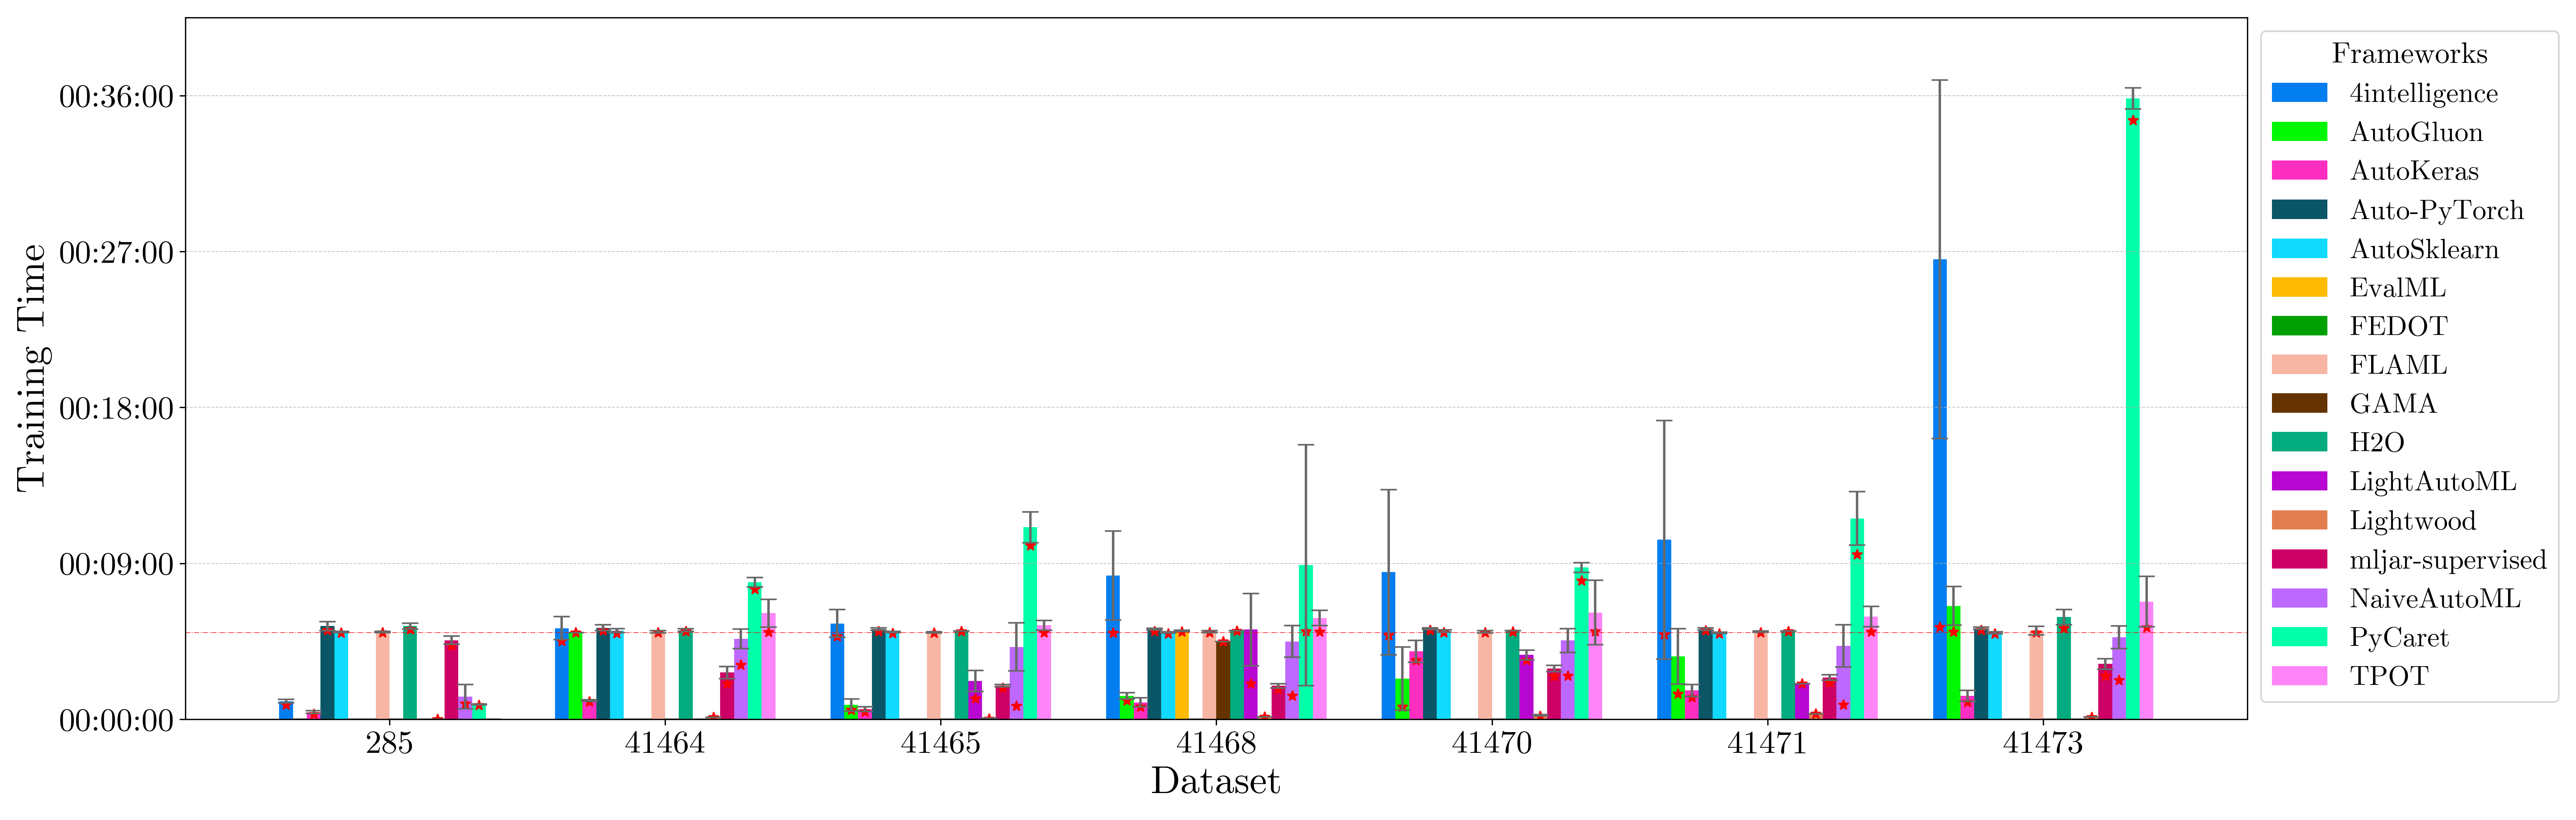 Training Time
00:36:00
00:27:00
00:18:00
00:09:00
00:00:00
285
41464
41465
41468
41470
41471
41473
Dataset
Frameworks
4intelligence
AutoGluon
AutoKeras
Auto-PyTorch
AutoSklearn
EvalML
FEDOT
FLAML
GAMA
H2O
LightAutoML
Lightwood
mljar-supervised
NaiveAutoML
PyCaret
TPOT